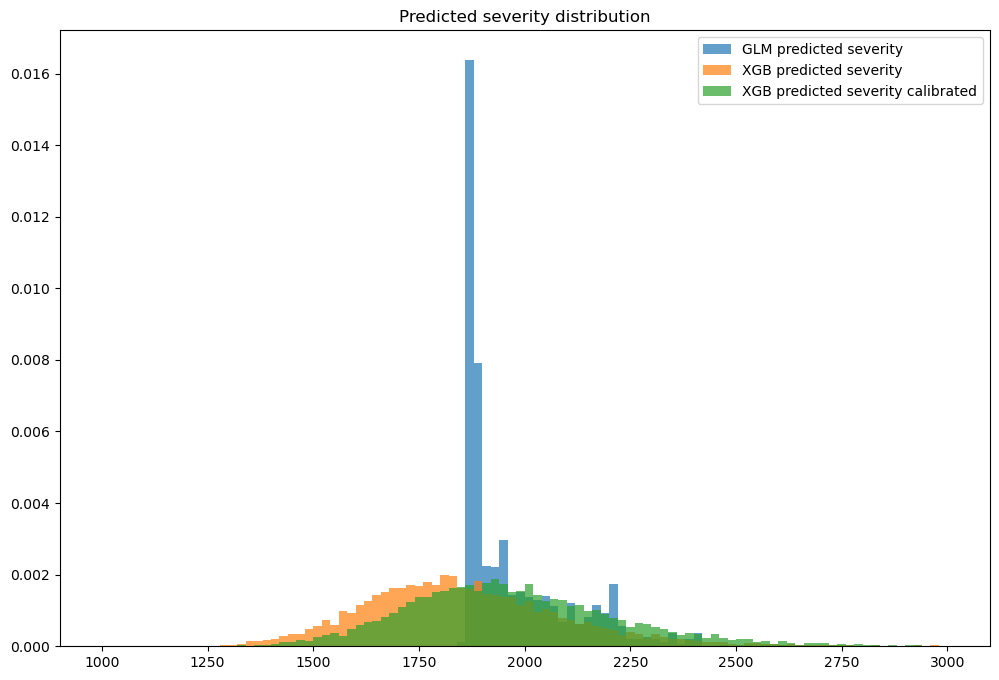 Predicted severity distribution
GLM predicted severity
XGB predicted severity
XGB predicted severity calibrated
0.016
0.014
0.012
0.010
0.008
0.006
0.004
0.002
0.000
1000 1250 1500 1750 2000 2250 2500 2750 3000